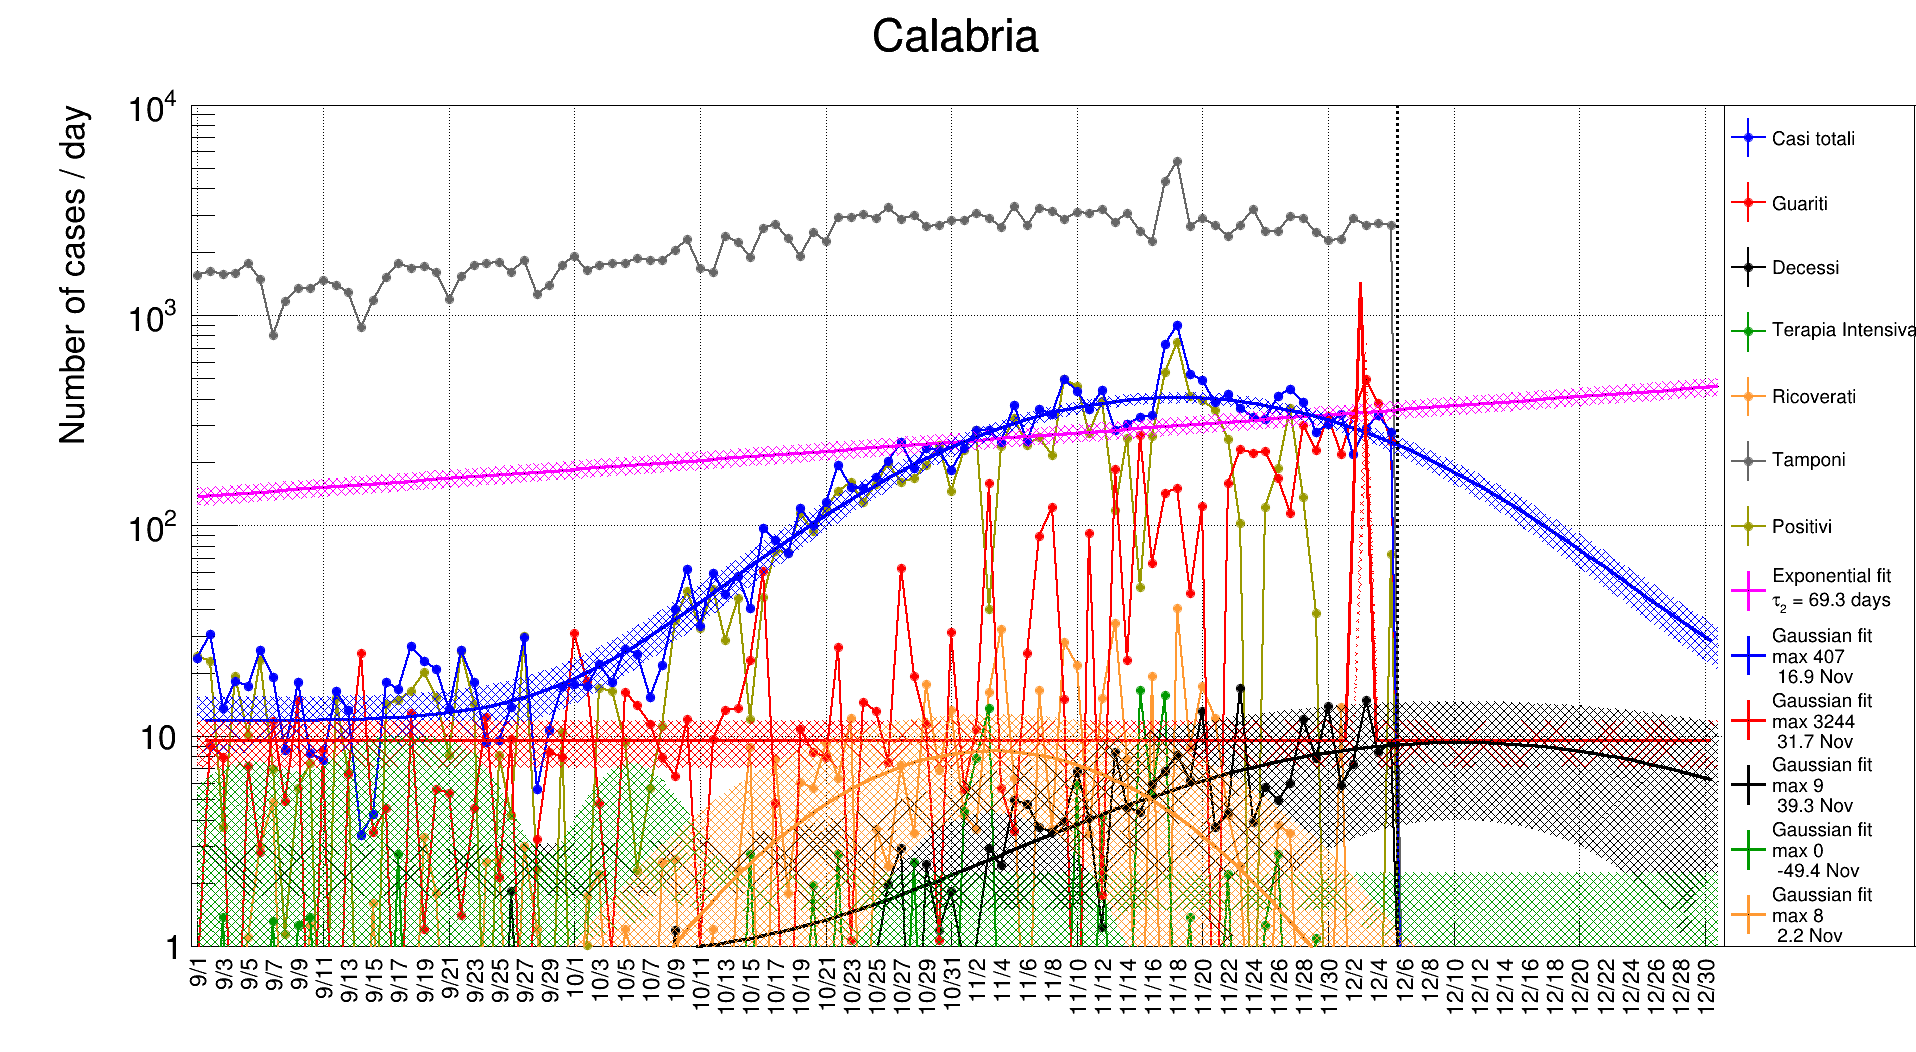 Calabria
Number of cases / day
10^4
10^3
10^2
10
1
9/1 9/3 9/5 9/7 9/9 9/11 9/13 9/15 9/17 9/19 9/21 9/23 9/25 9/27 9/29 10/1 10/3 10/5 10/7 10/9 10/11 10/13 10/15 10/17 10/19 10/21 10/23 10/25 10/27 10/29 10/31 11/2 11/4 11/6 11/8 11/10 11/12 11/14 11/16 11/18 11/20 11/22 11/24 11/26 11/28 11/30 12/2 12/4 12/6 12/8 12/10 12/12 12/14 12/16 12/18 12/20 12/22 12/24 12/26 12/28 12/30
Casi totali
Guariti
Decessi
Terapia Intensiva
Ricoverati
Tamponi
Positivi
Exponential fit
τ₂ = 69.3 days
Gaussian fit
max 407
16.9 Nov
Gaussian fit
max 3244
31.7 Nov
Gaussian fit
max 9
39.3 Nov
Gaussian fit
max 0
-49.4 Nov
Gaussian fit
max 8
2.2 Nov